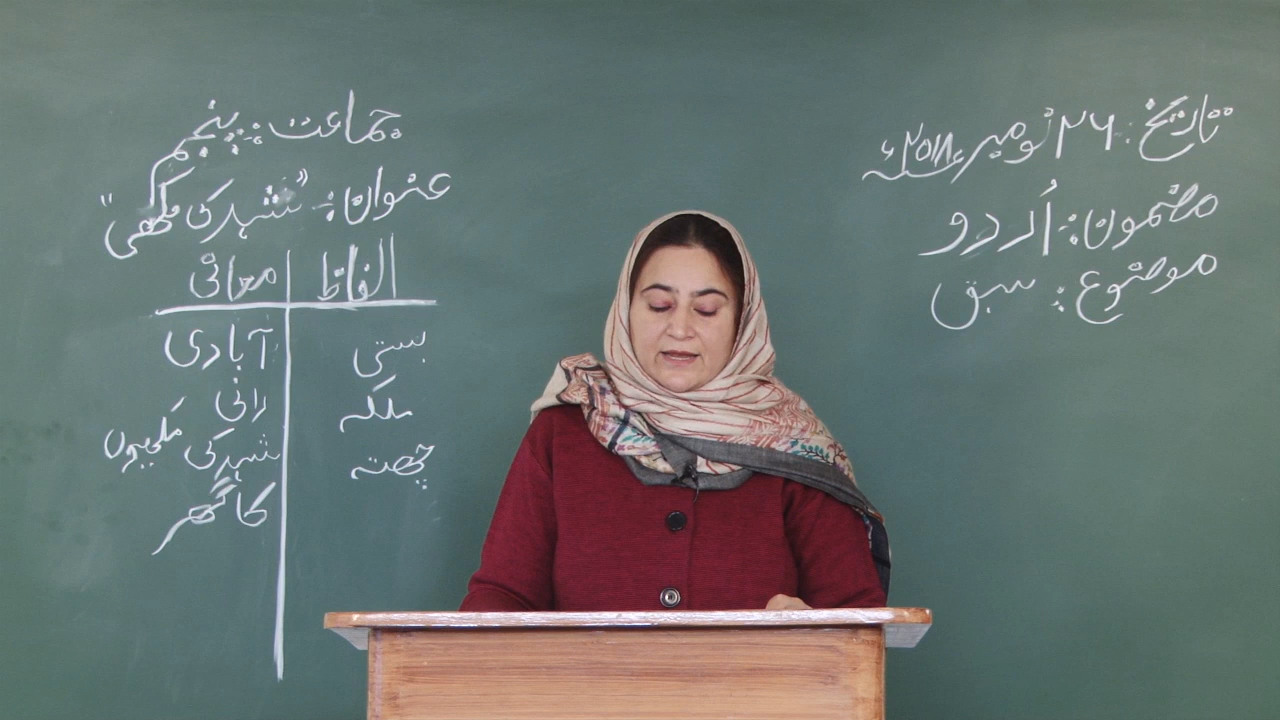 تاریخ: ۲۶ نومبر ۲۰۱۸ء
مضمون: اُردو
موضوع: سبق
جماعت: پنجم
عنوان: "شہد کی مکھی"
الفاظ | معانی
بستی | آبادی
ملکہ | رانی
چھتہ | شہد کی مکھیوں
کا گھر